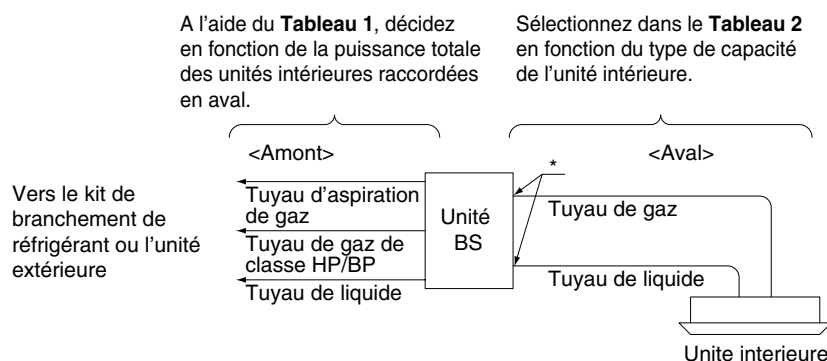 A l'aide du Tableau 1, décidez
en fonction de la puissance totale
des unités intérieures raccordées
en aval.
Sélectionnez dans le Tableau 2
en fonction du type de capacité
de l'unité intérieure.
<Amont>
*
<Aval>
Vers le kit de
branchement de
réfrigérant ou l'unité
extérieure
Tuyau d'aspiration
de gaz
Tuyau de gaz de
classe HP/BP
Tuyau de liquide
Unité
BS
Tuyau de gaz
Tuyau de liquide
Unite interieure